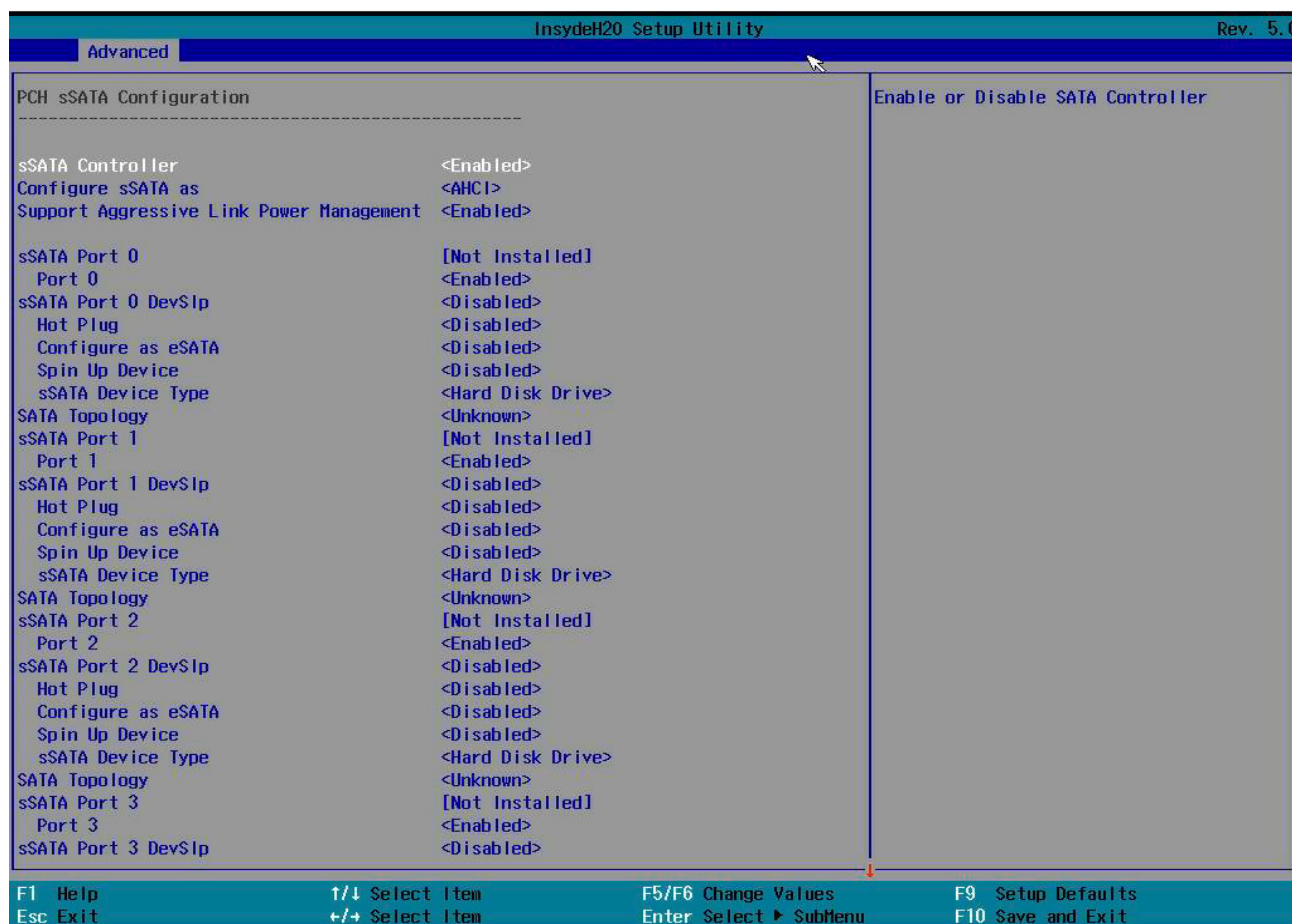 InsydeH20 Setup Utility Rev. 5.0
Advanced
PCH sSATA Configuration
--------------------------------------------------
Enable or Disable SATA Controller
sSATA Controller <Enabled>
Configure sSATA as <AHCI>
Support Aggressive Link Power Management <Enabled>
sSATA Port 0 [Not Installed]
Port 0 <Enabled>
sSATA Port 0 DevSlp <Disabled>
Hot Plug <Disabled>
Configure as eSATA <Disabled>
Spin Up Device <Disabled>
sSATA Device Type <Hard Disk Drive>
SATA Topology <Unknown>
sSATA Port 1 [Not Installed]
Port 1 <Enabled>
sSATA Port 1 DevSlp <Disabled>
Hot Plug <Disabled>
Configure as eSATA <Disabled>
Spin Up Device <Disabled>
sSATA Device Type <Hard Disk Drive>
SATA Topology <Unknown>
sSATA Port 2 [Not Installed]
Port 2 <Enabled>
sSATA Port 2 DevSlp <Disabled>
Hot Plug <Disabled>
Configure as eSATA <Disabled>
Spin Up Device <Disabled>
sSATA Device Type <Hard Disk Drive>
SATA Topology <Unknown>
sSATA Port 3 [Not Installed]
Port 3 <Enabled>
sSATA Port 3 DevSlp <Disabled>
F1 Help ↑/↓ Select Item F5/F6 Change Values F9 Setup Defaults
Esc Exit ←/→ Select Item Enter Select ▶ SubMenu F10 Save and Exit